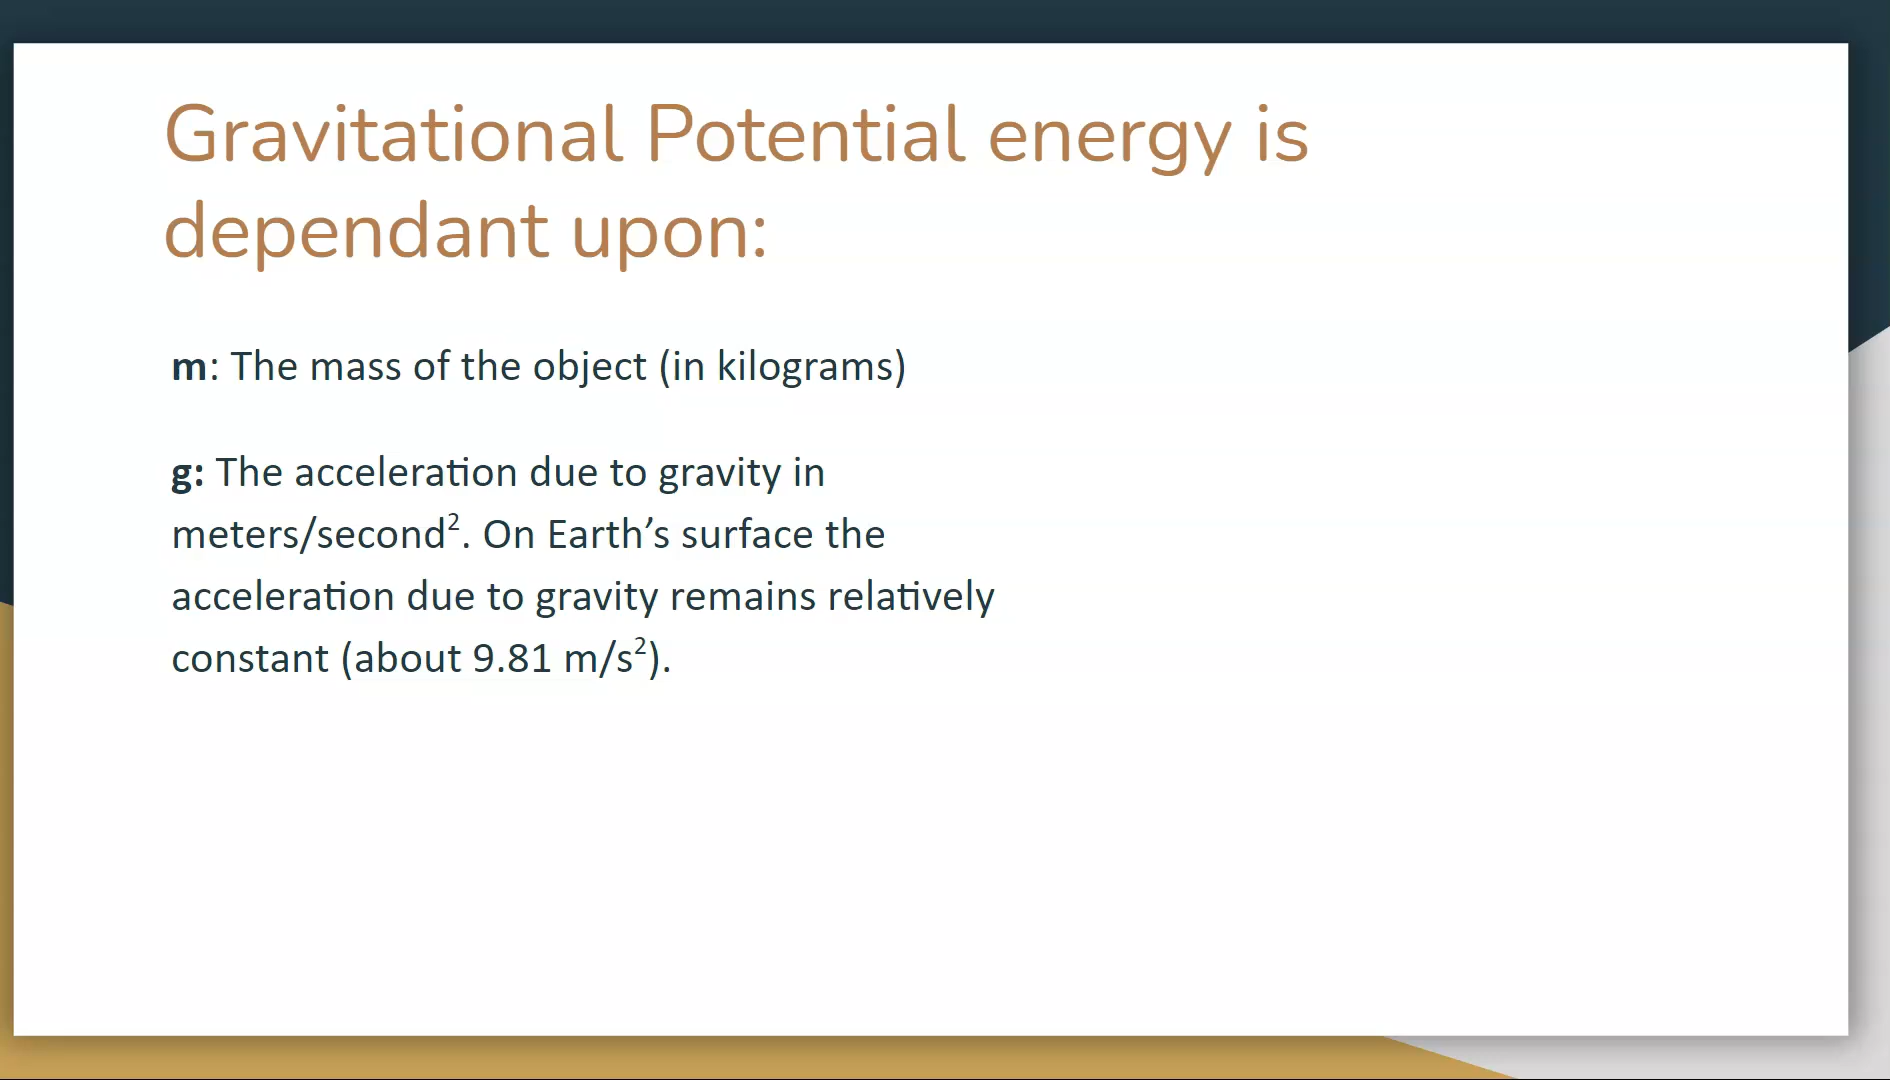 Gravitational Potential energy is
dependant upon:
m: The mass of the object (in kilograms)
g: The acceleration due to gravity in
meters/second². On Earth’s surface the
acceleration due to gravity remains relatively
constant (about 9.81 m/s²).